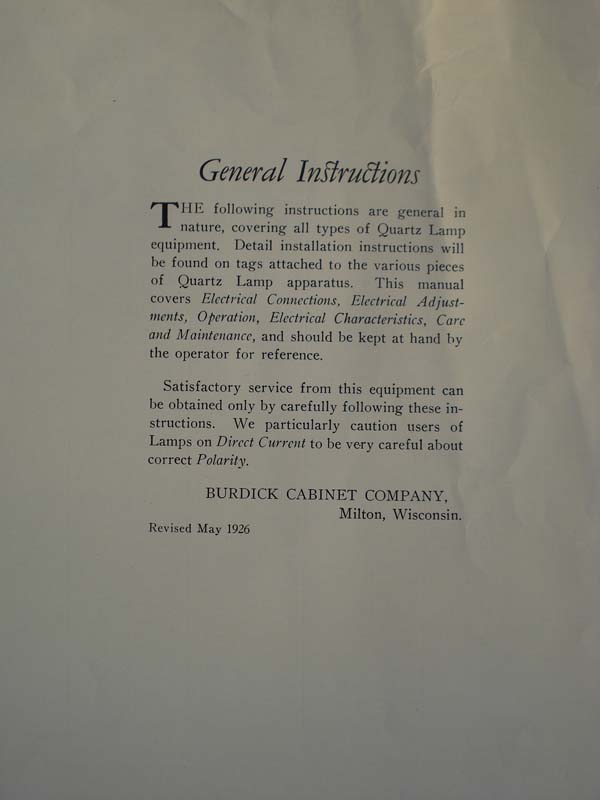 General Instructions
THE following instructions are general in
nature, covering all types of Quartz Lamp
equipment. Detail installation instructions will
be found on tags attached to the various pieces
of Quartz Lamp apparatus. This manual
covers Electrical Connections, Electrical Adjust-
ments, Operation, Electrical Characteristics, Care
and Maintenance, and should be kept at hand by
the operator for reference.
Satisfactory service from this equipment can
be obtained only by carefully following these in-
structions. We particularly caution users of
Lamps on Direct Current to be very careful about
correct Polarity.
BURDICK CABINET COMPANY,
Milton, Wisconsin.
Revised May 1926